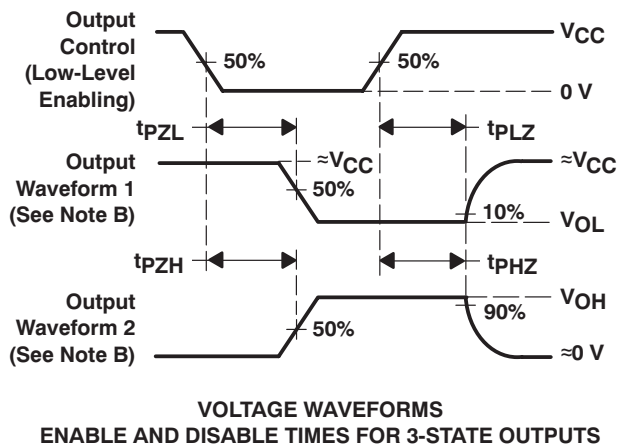 Output
Control
(Low-Level
Enabling)
50%
50%
VCC
0 V
tPZL
tPLZ
Output
Waveform 1
(See Note B)
≈VCC
50%
≈VCC
10%
VOL
tPZH
tPHZ
Output
Waveform 2
(See Note B)
50%
VOH
90%
≈0 V
VOLTAGE WAVEFORMS
ENABLE AND DISABLE TIMES FOR 3-STATE OUTPUTS